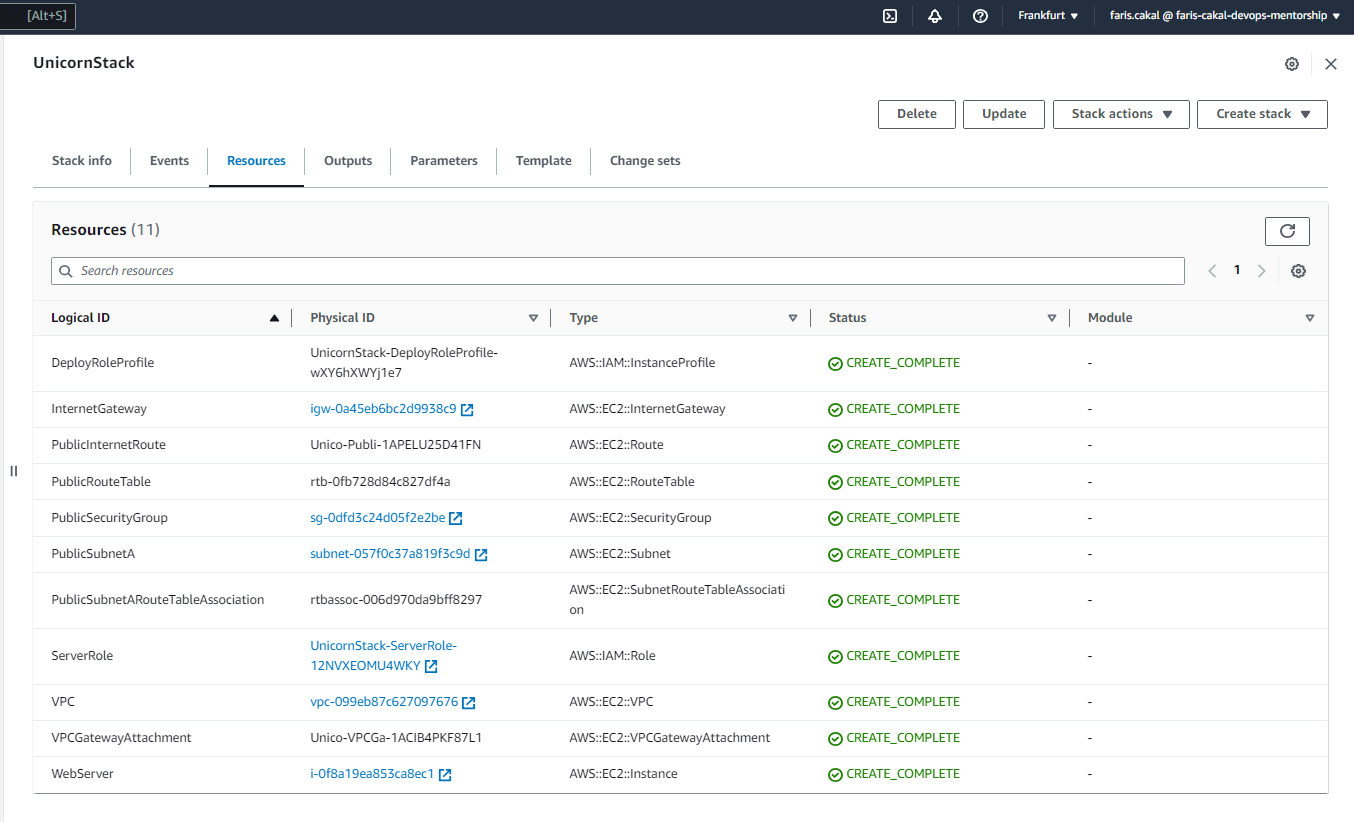 [Alt+S]
Frankfurt
faris.cakal @ faris-cakal-devops-mentorship
UnicornStack
Delete
Update
Stack actions
Create stack
Stack info
Events
Resources
Outputs
Parameters
Template
Change sets
Resources (11)
Search resources
1
Logical ID
Physical ID
Type
Status
Module
DeployRoleProfile
UnicornStack-DeployRoleProfile-
wXY6hXWYj1e7
AWS::IAM::InstanceProfile
CREATE_COMPLETE
-
InternetGateway
igw-0a45eb6bc2d9938c9
AWS::EC2::InternetGateway
CREATE_COMPLETE
-
PublicInternetRoute
Unico-Publi-1APELU25D41FN
AWS::EC2::Route
CREATE_COMPLETE
-
PublicRouteTable
rtb-0fb728d84c827df4a
AWS::EC2::RouteTable
CREATE_COMPLETE
-
PublicSecurityGroup
sg-0dfd3c24d05f2e2be
AWS::EC2::SecurityGroup
CREATE_COMPLETE
-
PublicSubnetA
subnet-057f0c37a819f3c9d
AWS::EC2::Subnet
CREATE_COMPLETE
-
PublicSubnetARouteTableAssociation
rtbassoc-006d970da9bff8297
AWS::EC2::SubnetRouteTableAssociati
on
CREATE_COMPLETE
-
ServerRole
UnicornStack-ServerRole-
12NVXEOMU4WKY
AWS::IAM::Role
CREATE_COMPLETE
-
VPC
vpc-099eb87c627097676
AWS::EC2::VPC
CREATE_COMPLETE
-
VPCGatewayAttachment
Unico-VPCGa-1ACIB4PKF87L1
AWS::EC2::VPCGatewayAttachment
CREATE_COMPLETE
-
WebServer
i-0f8a19ea853ca8ec1
AWS::EC2::Instance
CREATE_COMPLETE
-